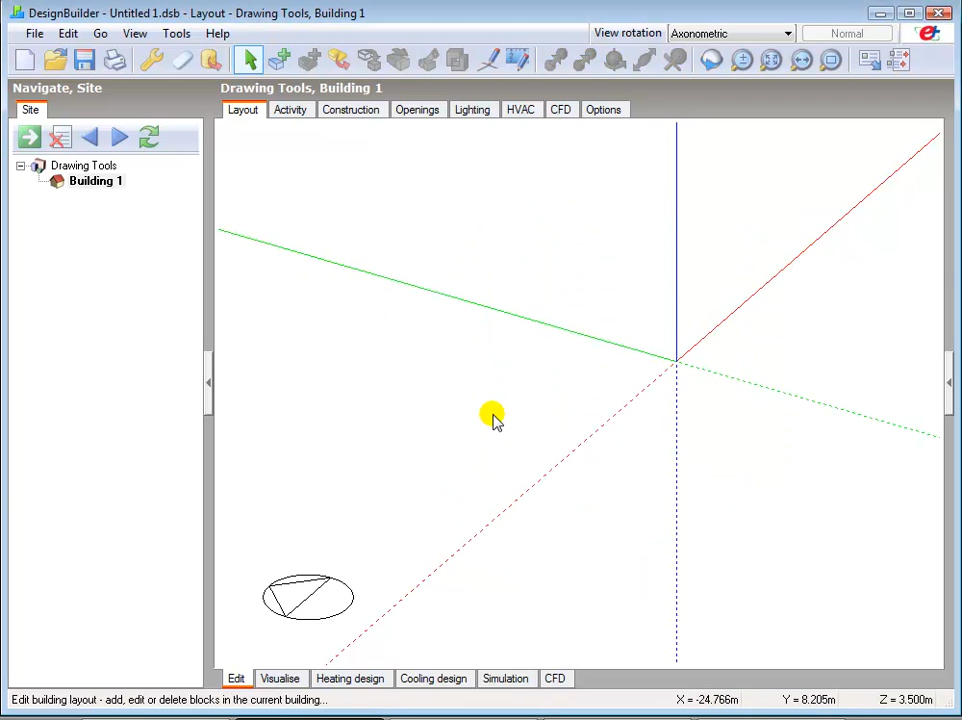 DesignBuilder - Untitled 1.dsb - Layout - Drawing Tools, Building 1
File Edit Go View Tools Help
View rotation Axonometric Normal
Navigate, Site
Drawing Tools, Building 1
Site
Layout Activity Construction Openings Lighting HVAC CFD Options
Drawing Tools
Building 1
Edit Visualise Heating design Cooling design Simulation CFD
Edit building layout - add, edit or delete blocks in the current building...
X = -24.766m Y = 8.205m Z = 3.500m